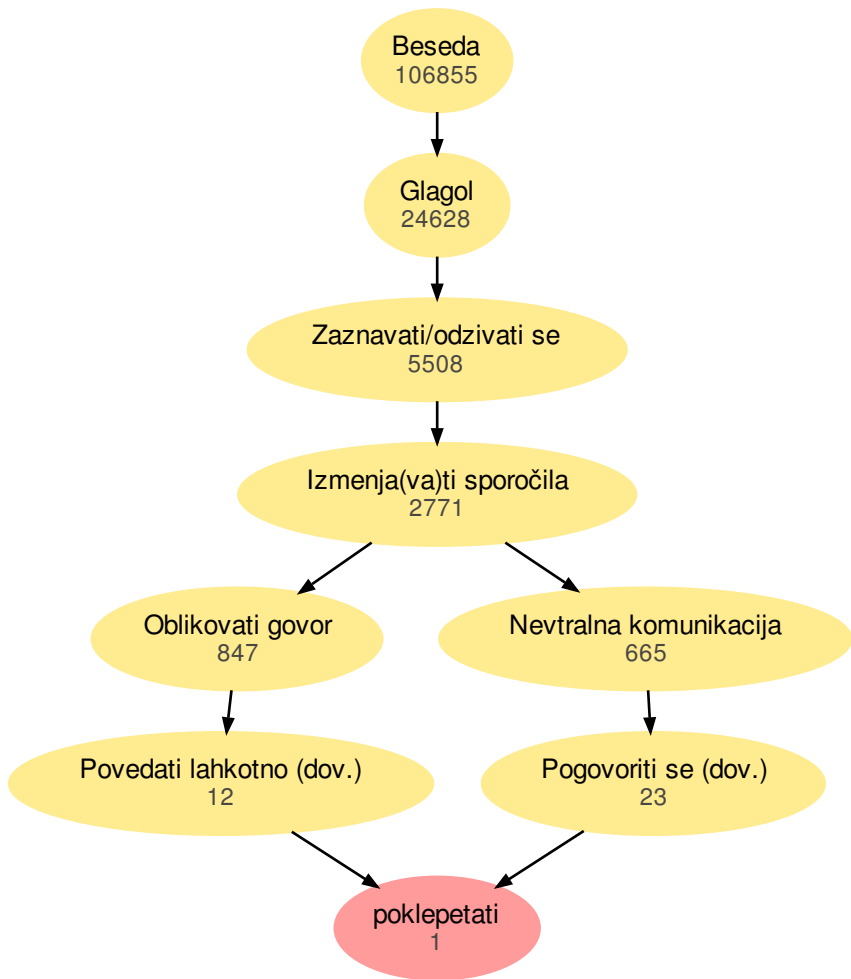 Beseda
106855
Glagol
24628
Zaznavati/odzivati se
5508
Izmenja(va)ti sporočila
2771
Oblikovati govor
847
Nevtralna komunikacija
665
Povedati lahkotno (dov.)
12
Pogovoriti se (dov.)
23
poklepetati
1